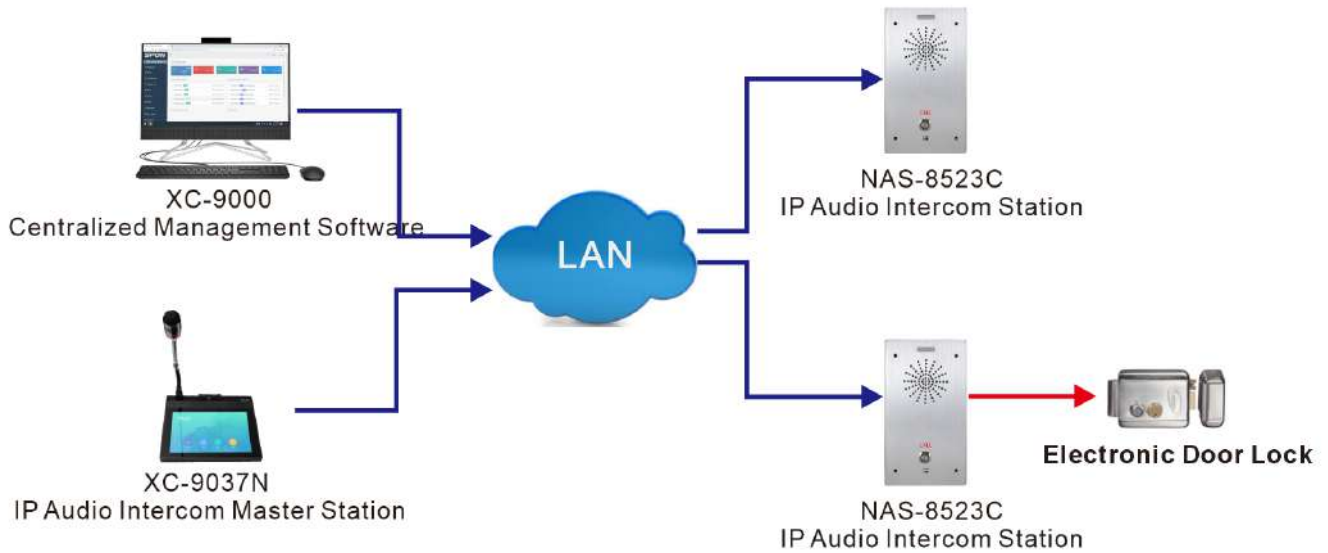 SPON
XC-9000
Centralized Management Software
LAN
NAS-8523C
IP Audio Intercom Station
XC-9037N
IP Audio Intercom Master Station
NAS-8523C
IP Audio Intercom Station
Electronic Door Lock